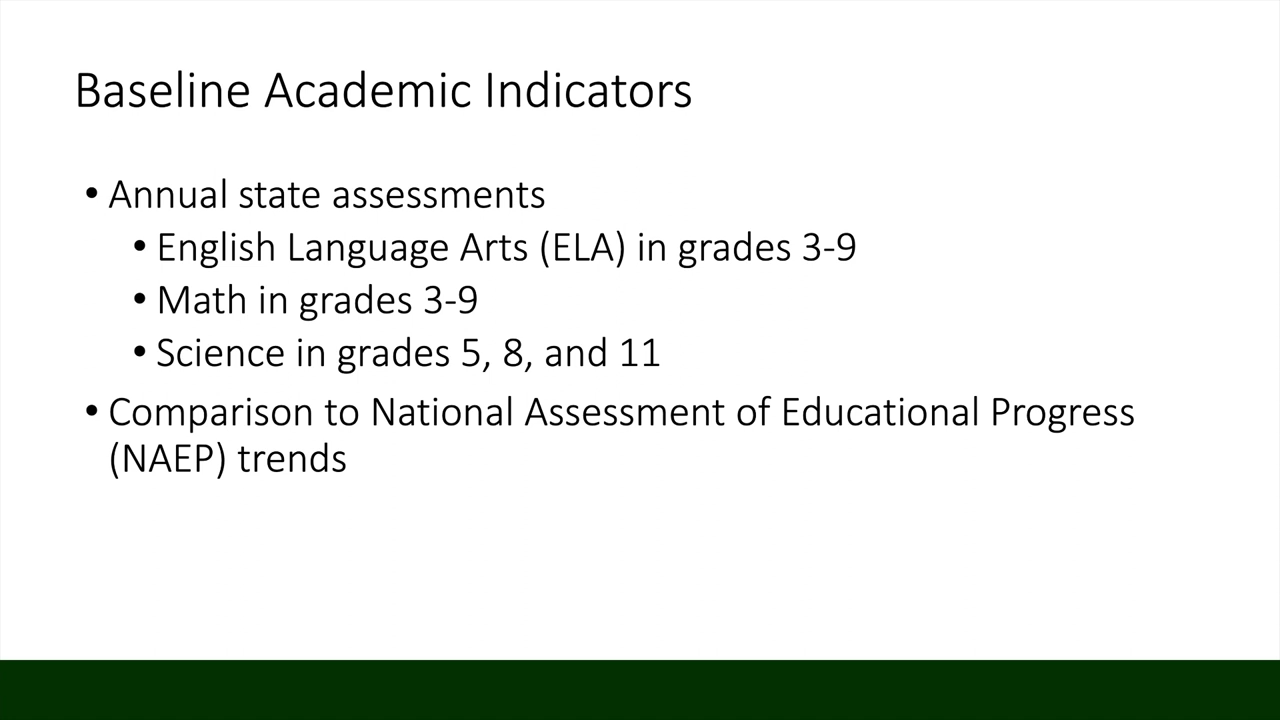 Baseline Academic Indicators
• Annual state assessments
• English Language Arts (ELA) in grades 3-9
• Math in grades 3-9
• Science in grades 5, 8, and 11
• Comparison to National Assessment of Educational Progress
(NAEP) trends